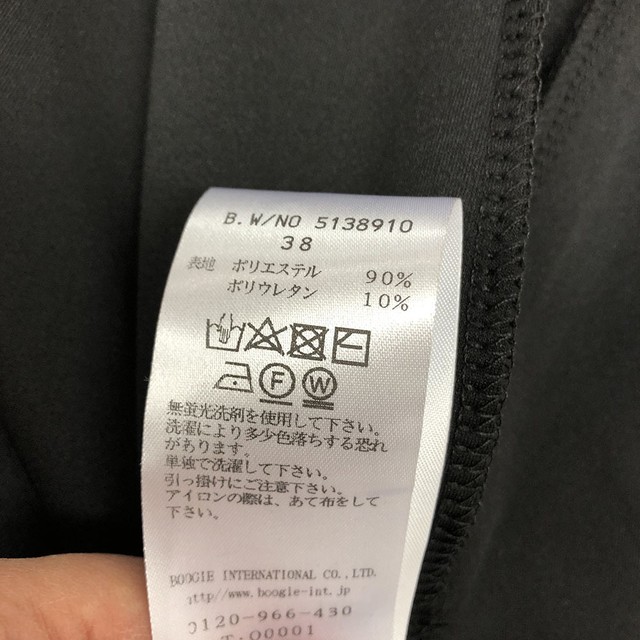 B.W/NO 5138910
38
表地 ポリエステル 90%
ポリウレタン 10%
F W
無蛍光洗剤を使用して下さい。
洗濯により多少色落ちする恐れ
があります。
単独で洗濯して下さい。
引っ掛けにご注意下さい。
アイロンの際は、あて布をして
下さい。
BOOGIE INTERNATIONAL CO.,LTD.
http://www.boogie-int.jp
0120-966-430
T.00001